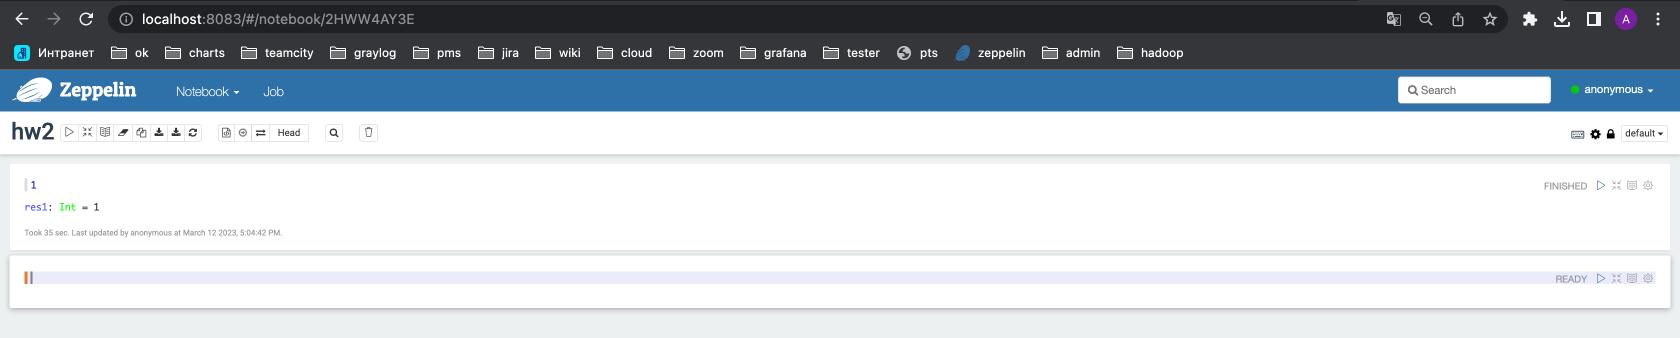 localhost:8083/#/notebook/2HWW4AY3E
A
Интранет ok charts teamcity graylog pms jira wiki cloud zoom grafana tester pts zeppelin admin hadoop
Zeppelin Notebook Job Search anonymous
hw2 Head default
1 FINISHED
res1: Int = 1
Took 35 sec. Last updated by anonymous at March 12 2023, 5:04:42 PM.
READY